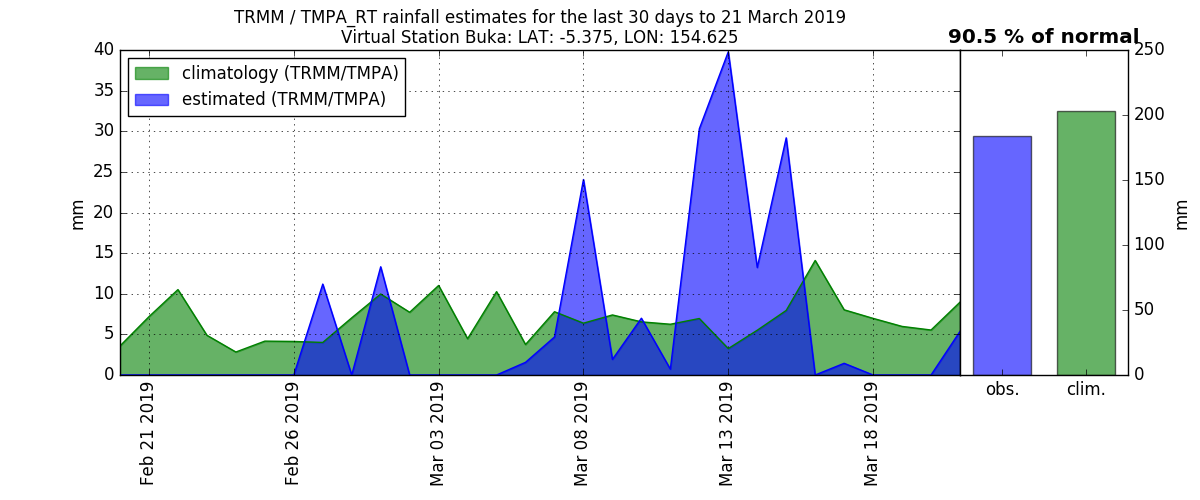 TRMM / TMPA_RT rainfall estimates for the last 30 days to 21 March 2019
Virtual Station Buka: LAT: -5.375, LON: 154.625
90.5 % of normal
climatology (TRMM/TMPA)
estimated (TRMM/TMPA)
mm
40
35
30
25
20
15
10
5
0
Feb 21 2019
Feb 26 2019
Mar 03 2019
Mar 08 2019
Mar 13 2019
Mar 18 2019
obs.
clim.
250
200
150
100
50
0
mm